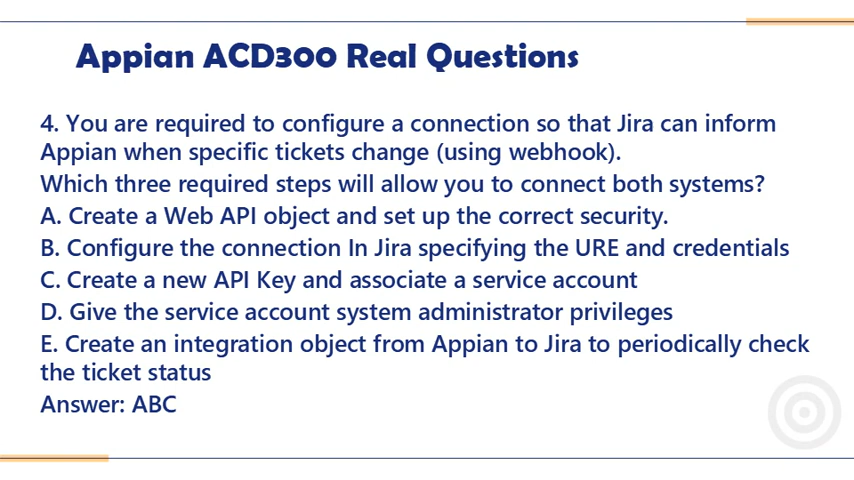 Appian ACD300 Real Questions
4. You are required to configure a connection so that Jira can inform
Appian when specific tickets change (using webhook).
Which three required steps will allow you to connect both systems?
A. Create a Web API object and set up the correct security.
B. Configure the connection In Jira specifying the URE and credentials
C. Create a new API Key and associate a service account
D. Give the service account system administrator privileges
E. Create an integration object from Appian to Jira to periodically check
the ticket status
Answer: ABC